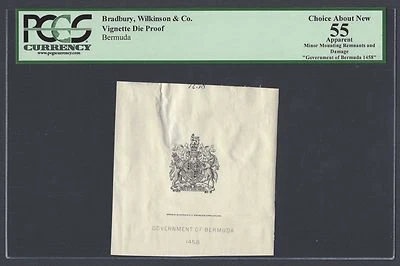 PCGS
CURRENCY
www.pcgscurrency.com
Bradbury, Wilkinson & Co.
Vignette Die Proof
Bermuda
Choice About New
55
Apparent
Minor Mounting Remnants and
Damage
"Government of Bermuda 1458"
GOVERNMENT OF BERMUDA
1458